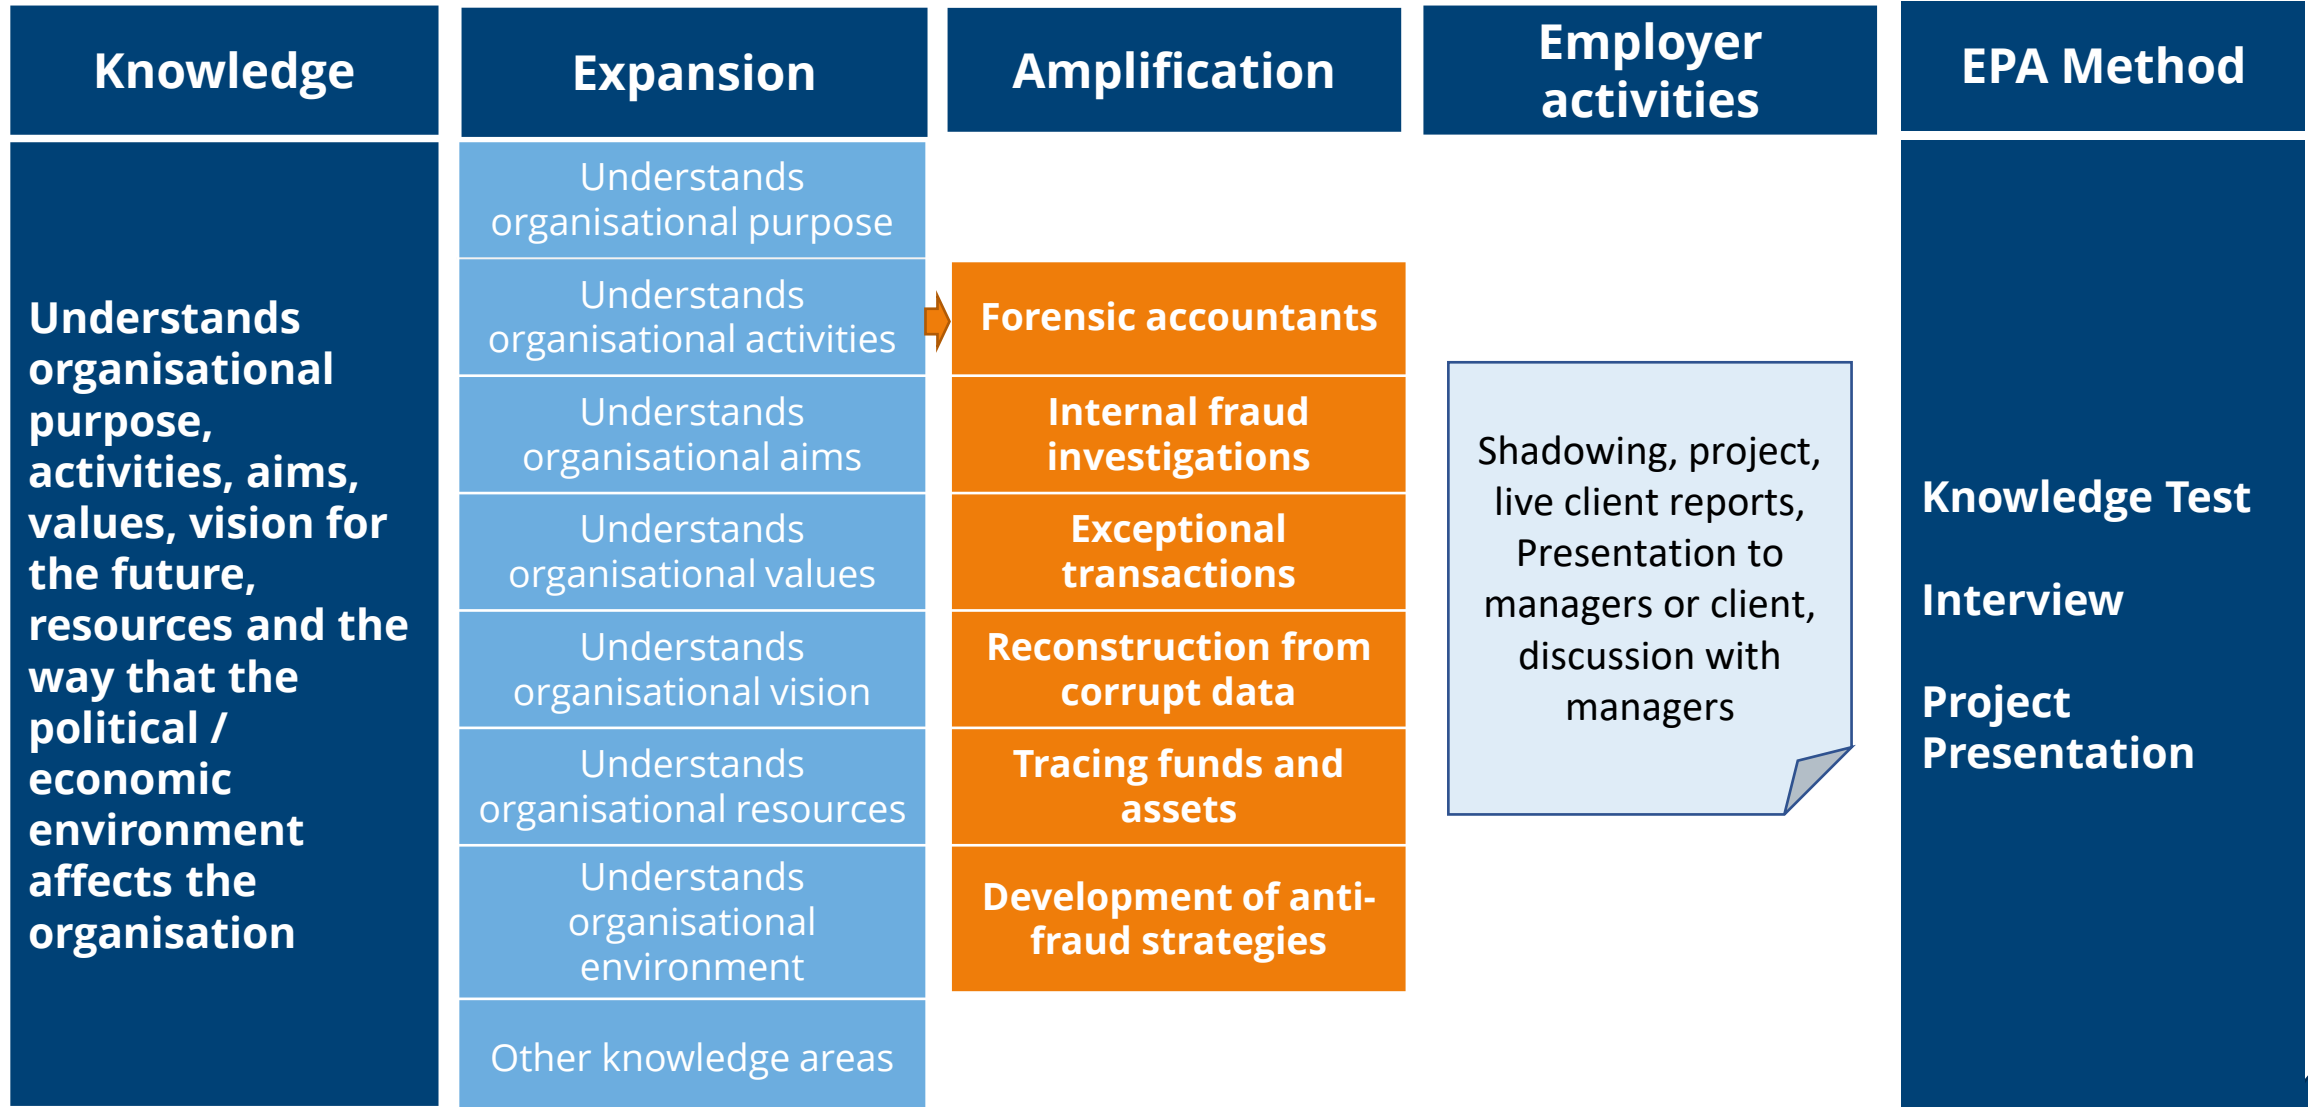 Knowledge
Expansion
Amplification
Employer
activities
EPA Method
Understands
organisational
purpose,
activities, aims,
values, vision for
the future,
resources and the
way that the
political /
economic
environment
affects the
organisation
Understands
organisational purpose
Understands
organisational activities
Understands
organisational aims
Understands
organisational values
Understands
organisational vision
Understands
organisational resources
Understands
organisational
environment
Other knowledge areas
Forensic accountants
Internal fraud
investigations
Exceptional
transactions
Reconstruction from
corrupt data
Tracing funds and
assets
Development of anti-
fraud strategies
Shadowing, project,
live client reports,
Presentation to
managers or client,
discussion with
managers
Knowledge Test
Interview
Project
Presentation